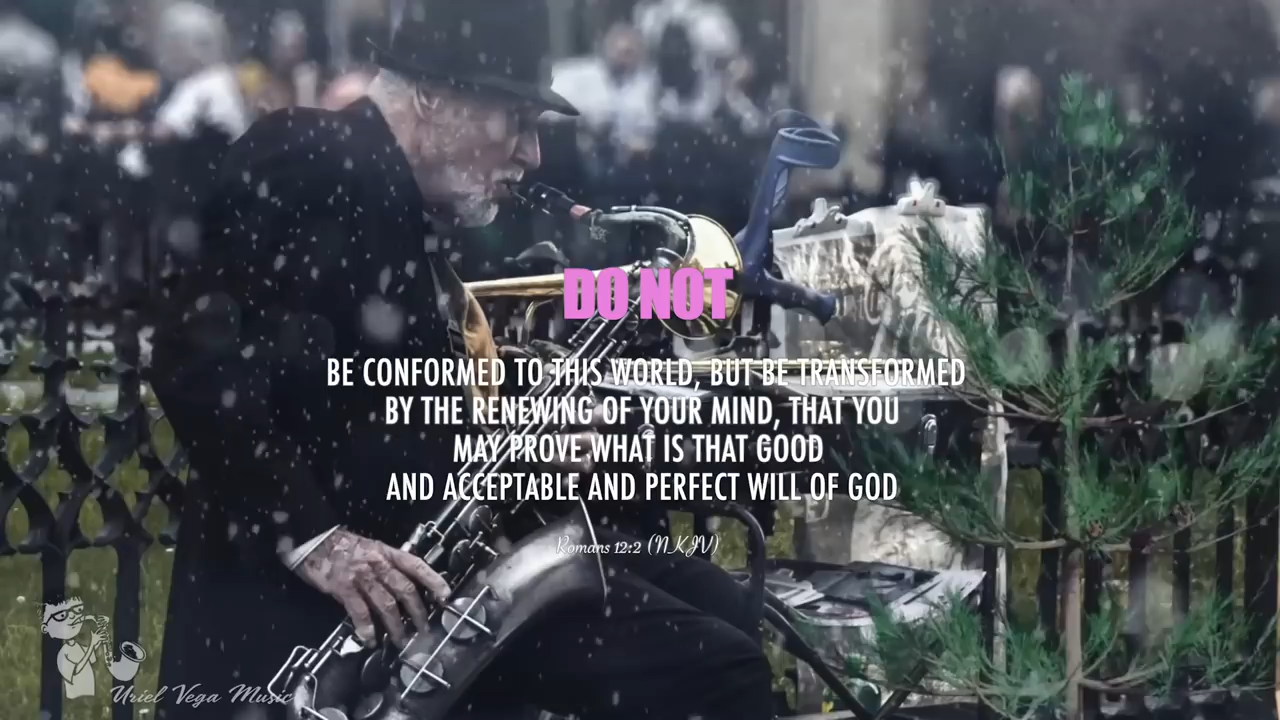 DO NOT
BE CONFORMED TO THIS WORLD, BUT BE TRANSFORMED
BY THE RENEWING OF YOUR MIND, THAT YOU
MAY PROVE WHAT IS THAT GOOD
AND ACCEPTABLE AND PERFECT WILL OF GOD
Romans 12:2 (NKJV)
Uriel Vega Music